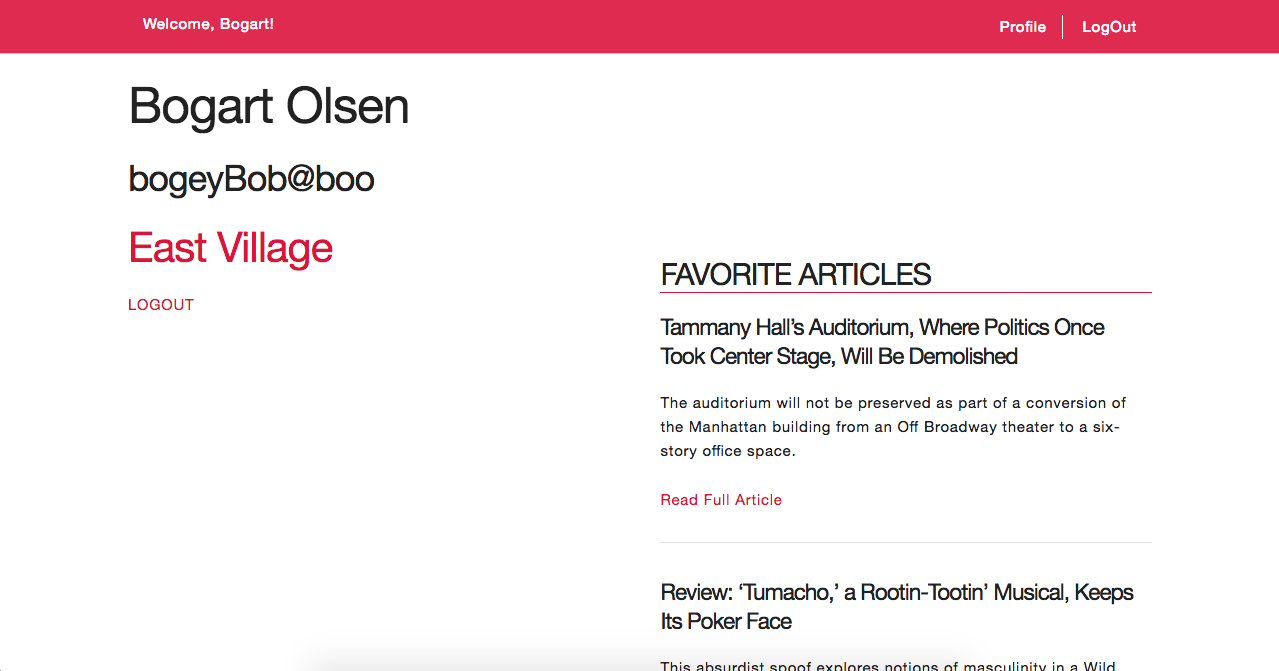 Welcome, Bogart!
Profile
LogOut
Bogart Olsen
bogeyBob@boo
East Village
LOGOUT
FAVORITE ARTICLES
Tammany Hall’s Auditorium, Where Politics Once
Took Center Stage, Will Be Demolished
The auditorium will not be preserved as part of a conversion of
the Manhattan building from an Off Broadway theater to a six-
story office space.
Read Full Article
Review: ‘Tumacho,’ a Rootin-Tootin’ Musical, Keeps
Its Poker Face
This absurdist spoof explores notions of masculinity in a Wild